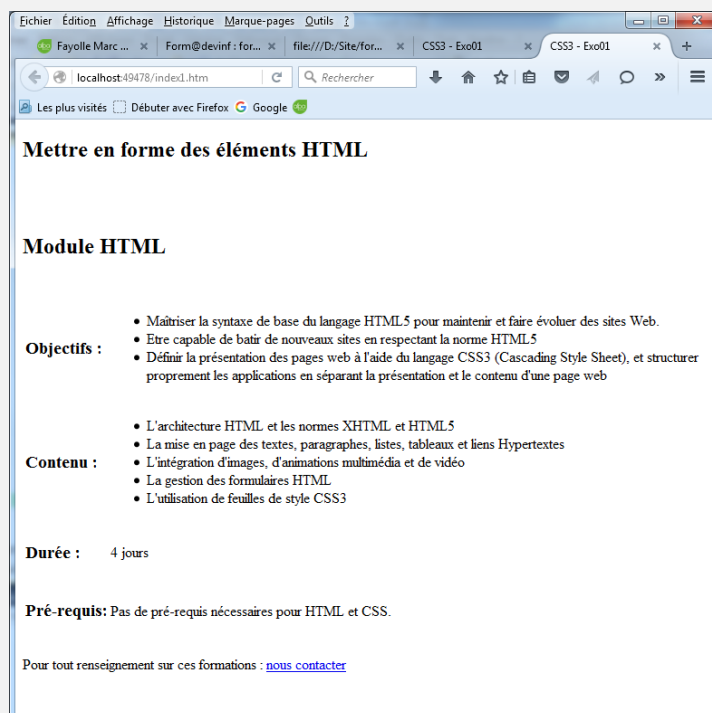 Fichier Édition Affichage Historique Marque-pages Outils ?
Fayolle Marc ... × Form@devinf : for... × file:///D:/Site/for... × CSS3 - Exo01 × CSS3 - Exo01 × +
localhost:49478/index1.htm Rechercher
Les plus visités Débuter avec Firefox G Google
Mettre en forme des éléments HTML
Module HTML
Objectifs :
• Maîtriser la syntaxe de base du langage HTML5 pour maintenir et faire évoluer des sites Web.
• Etre capable de batir de nouveaux sites en respectant la norme HTML5
• Définir la présentation des pages web à l'aide du langage CSS3 (Cascading Style Sheet), et structurer
proprement les applications en séparant la présentation et le contenu d'une page web
Contenu :
• L'architecture HTML et les normes XHTML et HTML5
• La mise en page des textes, paragraphes, listes, tableaux et liens Hypertextes
• L'intégration d'images, d'animations multimédia et de vidéo
• La gestion des formulaires HTML
• L'utilisation de feuilles de style CSS3
Durée : 4 jours
Pré-requis: Pas de pré-requis nécessaires pour HTML et CSS.
Pour tout renseignement sur ces formations : nous contacter